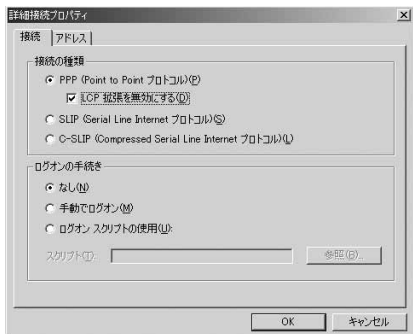 詳細接続プロパティ
接続 アドレス
接続の種類
PPP (Point to Point プロトコル)(P)
LCP 拡張を無効にする(D)
SLIP (Serial Line Internet プロトコル)(S)
C-SLIP (Compressed Serial Line Internet プロトコル)(L)
ログオンの手続き
なし(N)
手動でログオン(M)
ログオン スクリプトの使用(U):
スクリプト(T): 参照(B)...
OK キャンセル